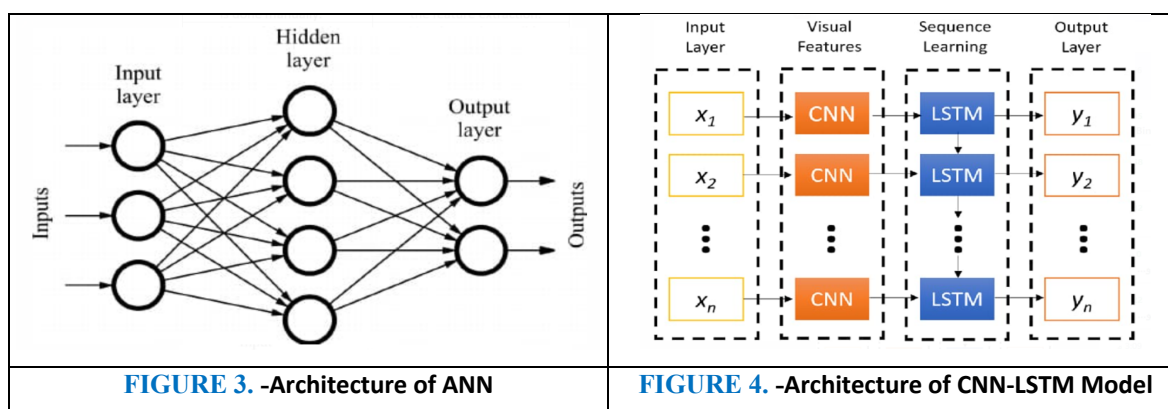 Hidden
layer
Input
layer
Output
layer
Inputs
Outputs
FIGURE 3. -Architecture of ANN
Input
Layer
Visual
Features
Sequence
Learning
Output
Layer
x1 CNN LSTM y1
x2 CNN LSTM y2
xn CNN LSTM yn
FIGURE 4. -Architecture of CNN-LSTM Model